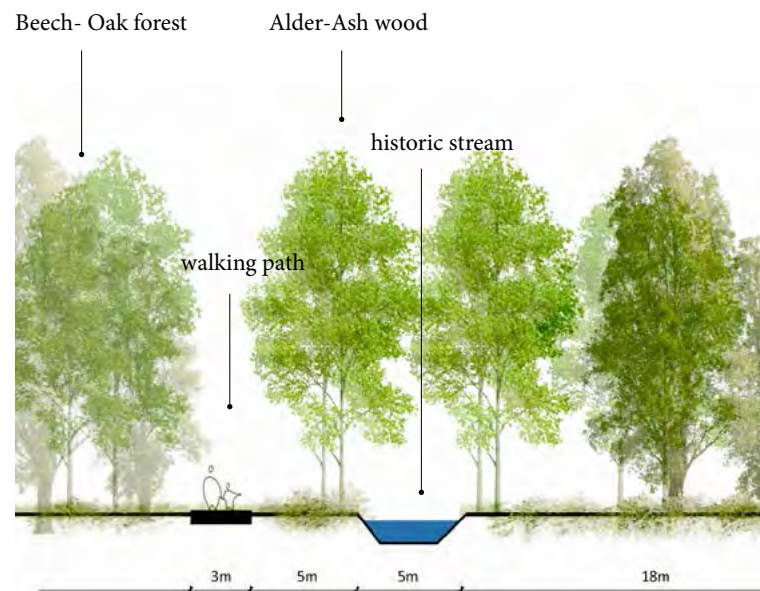 Beech- Oak forest
Alder-Ash wood
historic stream
walking path
3m
5m
5m
18m